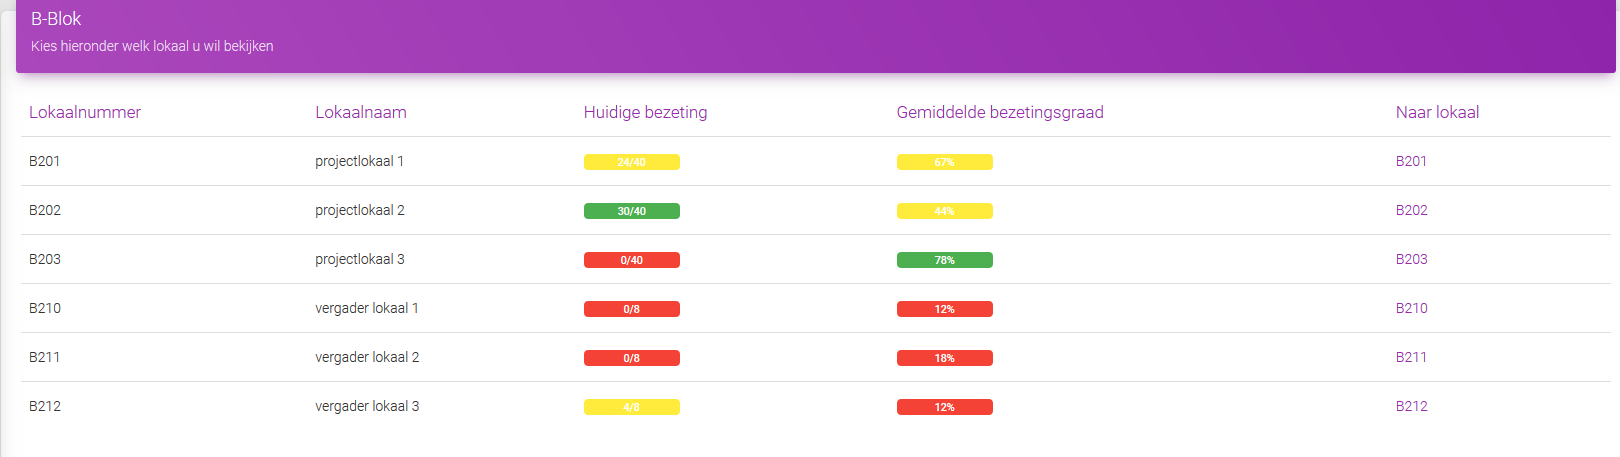 B-Blok
Kies hieronder welk lokaal u wil bekijken
Lokaalnummer Lokaalnaam Huidige bezeting Gemiddelde bezetingsgraad Naar lokaal
B201 projectlokaal 1 24/40 67% B201
B202 projectlokaal 2 30/40 44% B202
B203 projectlokaal 3 0/40 78% B203
B210 vergader lokaal 1 0/8 12% B210
B211 vergader lokaal 2 0/8 18% B211
B212 vergader lokaal 3 4/8 12% B212